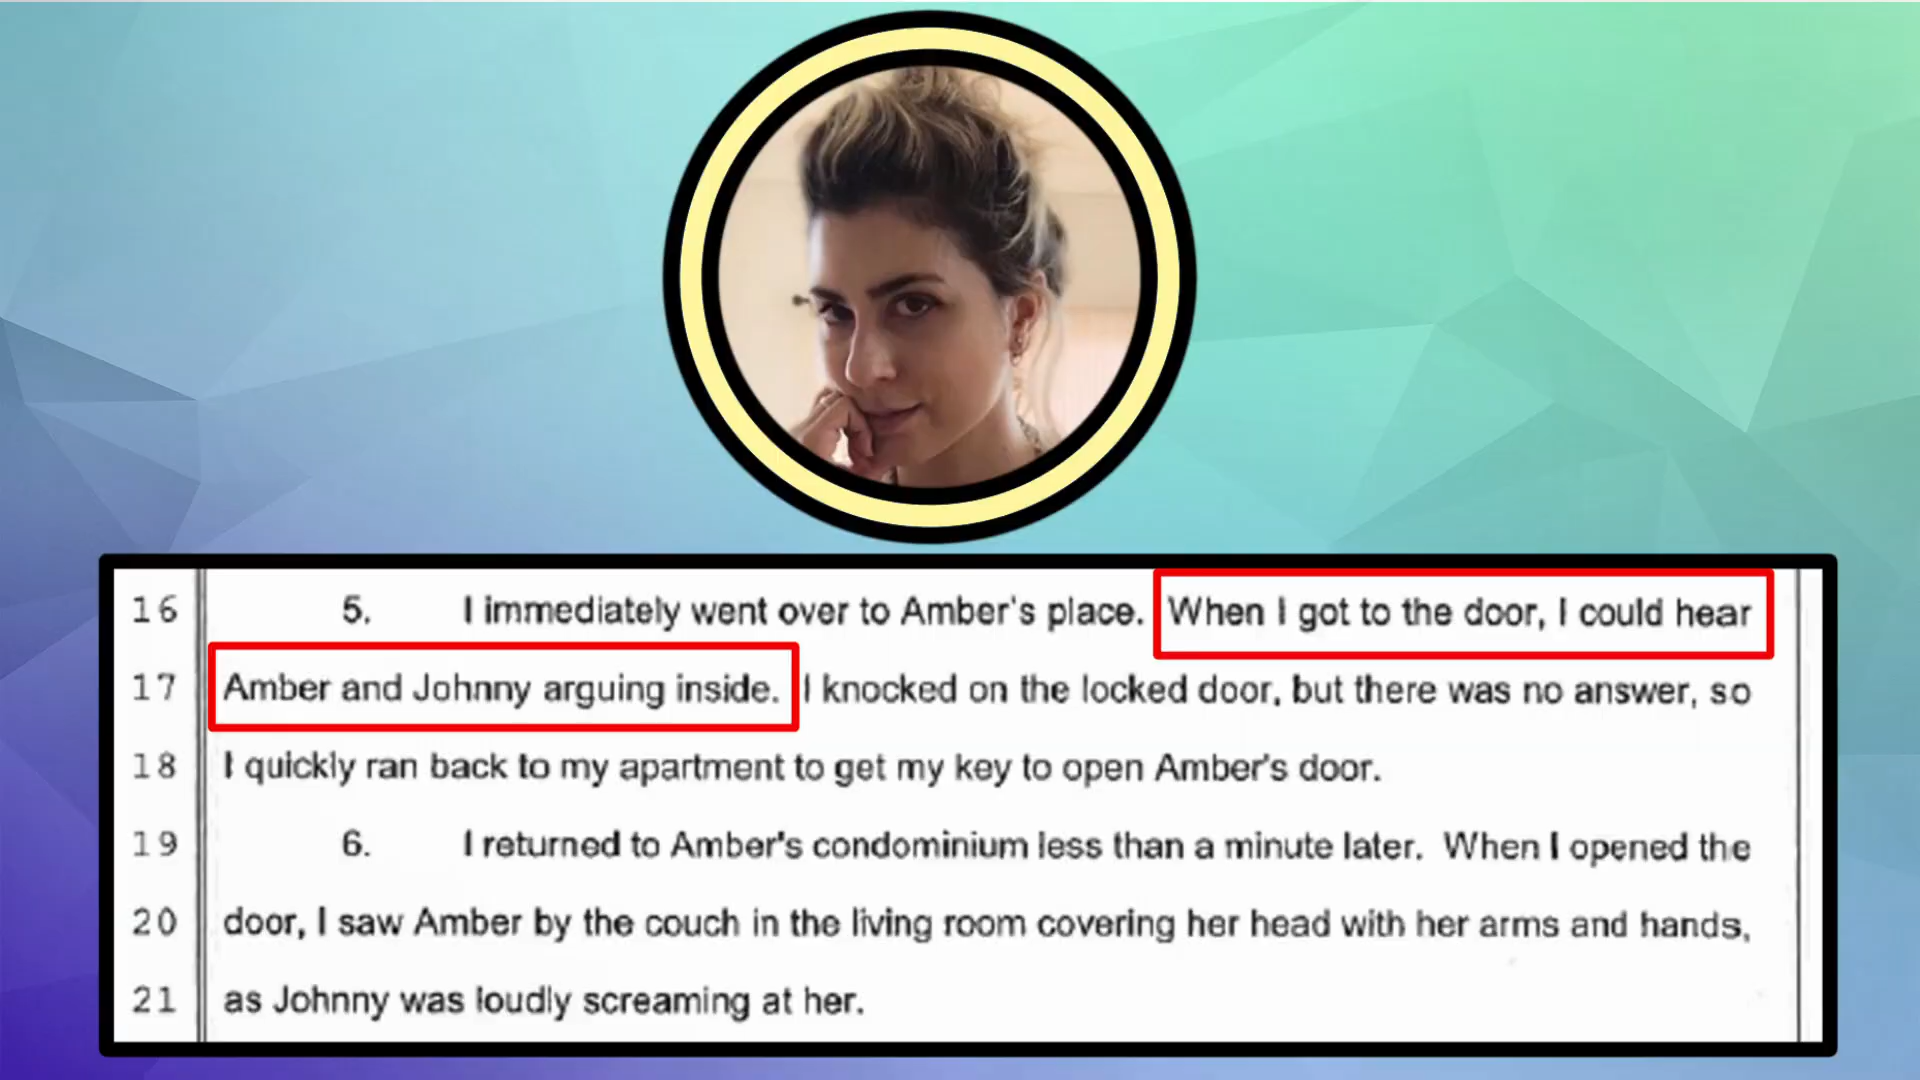 16 5. I immediately went over to Amber's place. When I got to the door, I could hear
17 Amber and Johnny arguing inside. I knocked on the locked door, but there was no answer, so
18 I quickly ran back to my apartment to get my key to open Amber's door.
19 6. I returned to Amber's condominium less than a minute later. When I opened the
20 door, I saw Amber by the couch in the living room covering her head with her arms and hands,
21 as Johnny was loudly screaming at her.